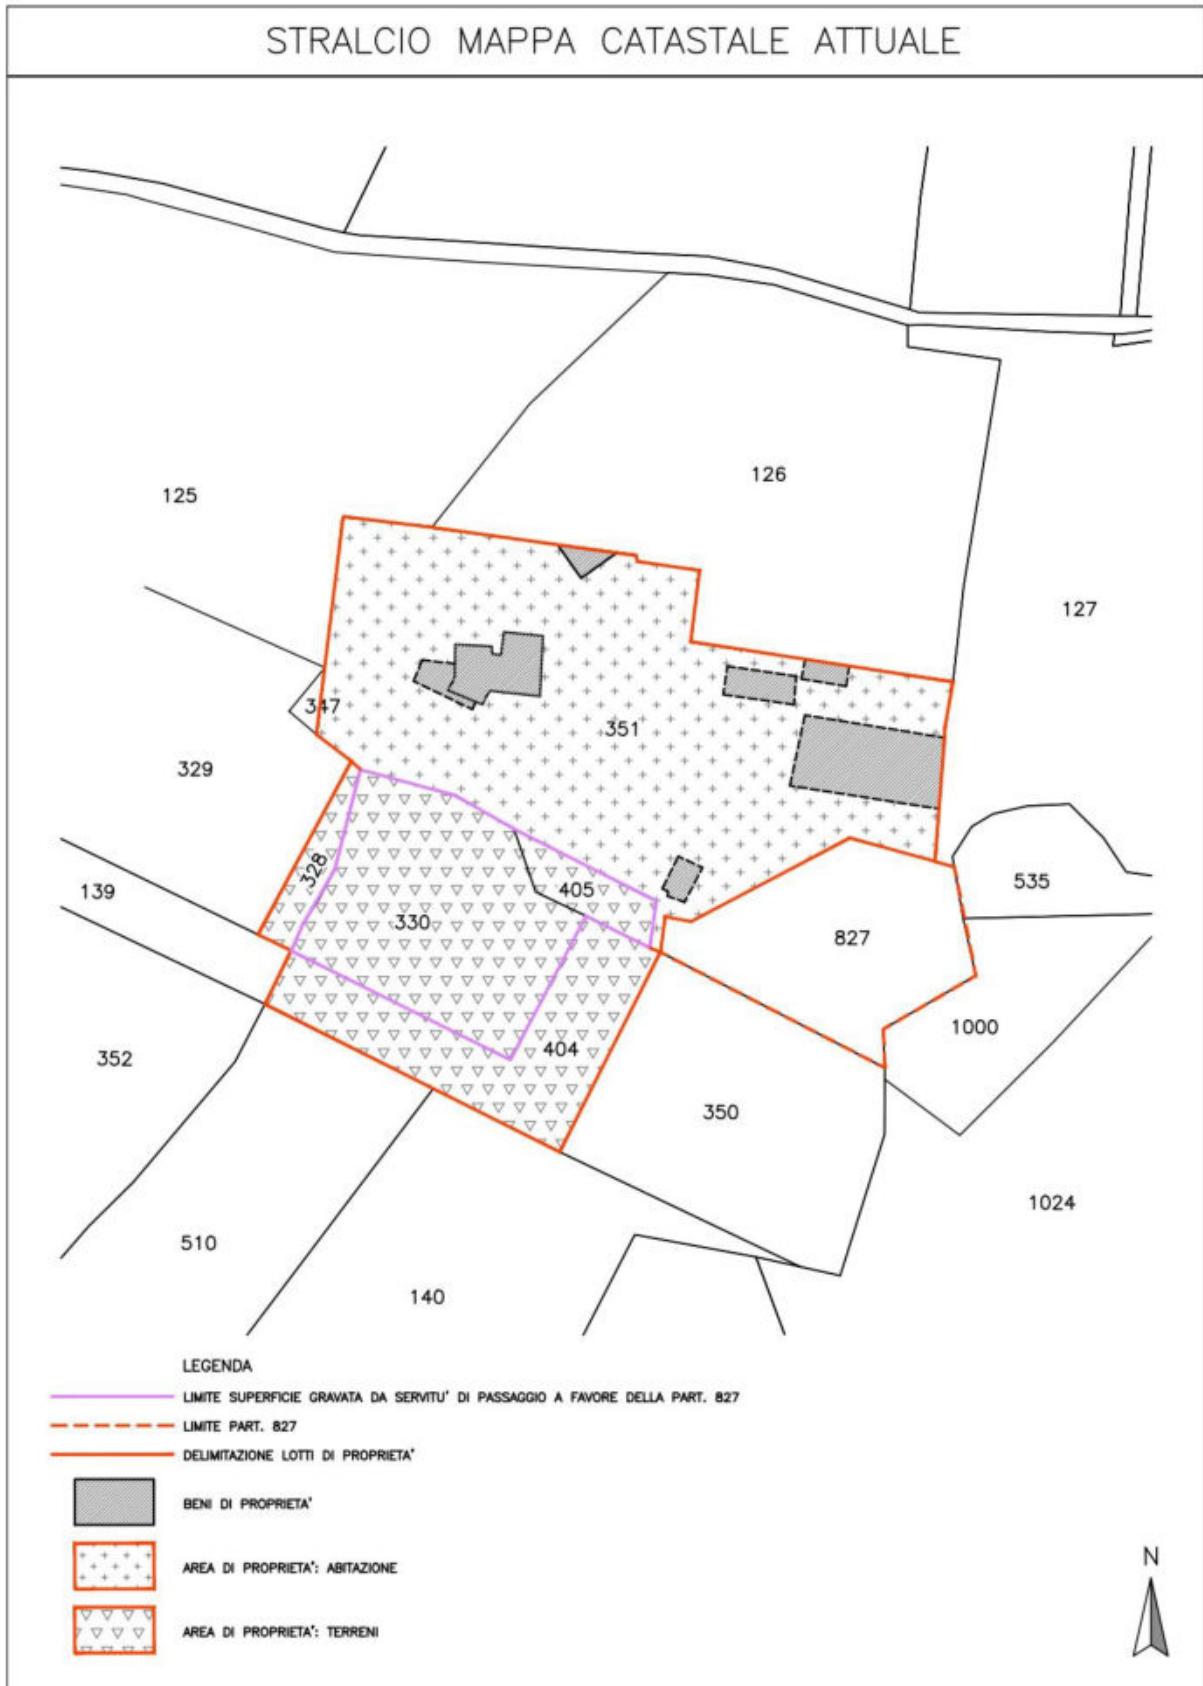 STRALCIO MAPPA CATASTALE ATTUALE
126
125
127
347
351
329
328
405
535
139
330
827
1000
404
352
350
1024
510
140
LEGENDA
LIMITE SUPERFICIE GRAVATA DA SERVITU' DI PASSAGGIO A FAVORE DELLA PART. 827
LIMITE PART. 827
DELIMITAZIONE LOTTI DI PROPRIETA'
BENI DI PROPRIETA'
AREA DI PROPRIETA': ABITAZIONE
AREA DI PROPRIETA': TERRENI
N